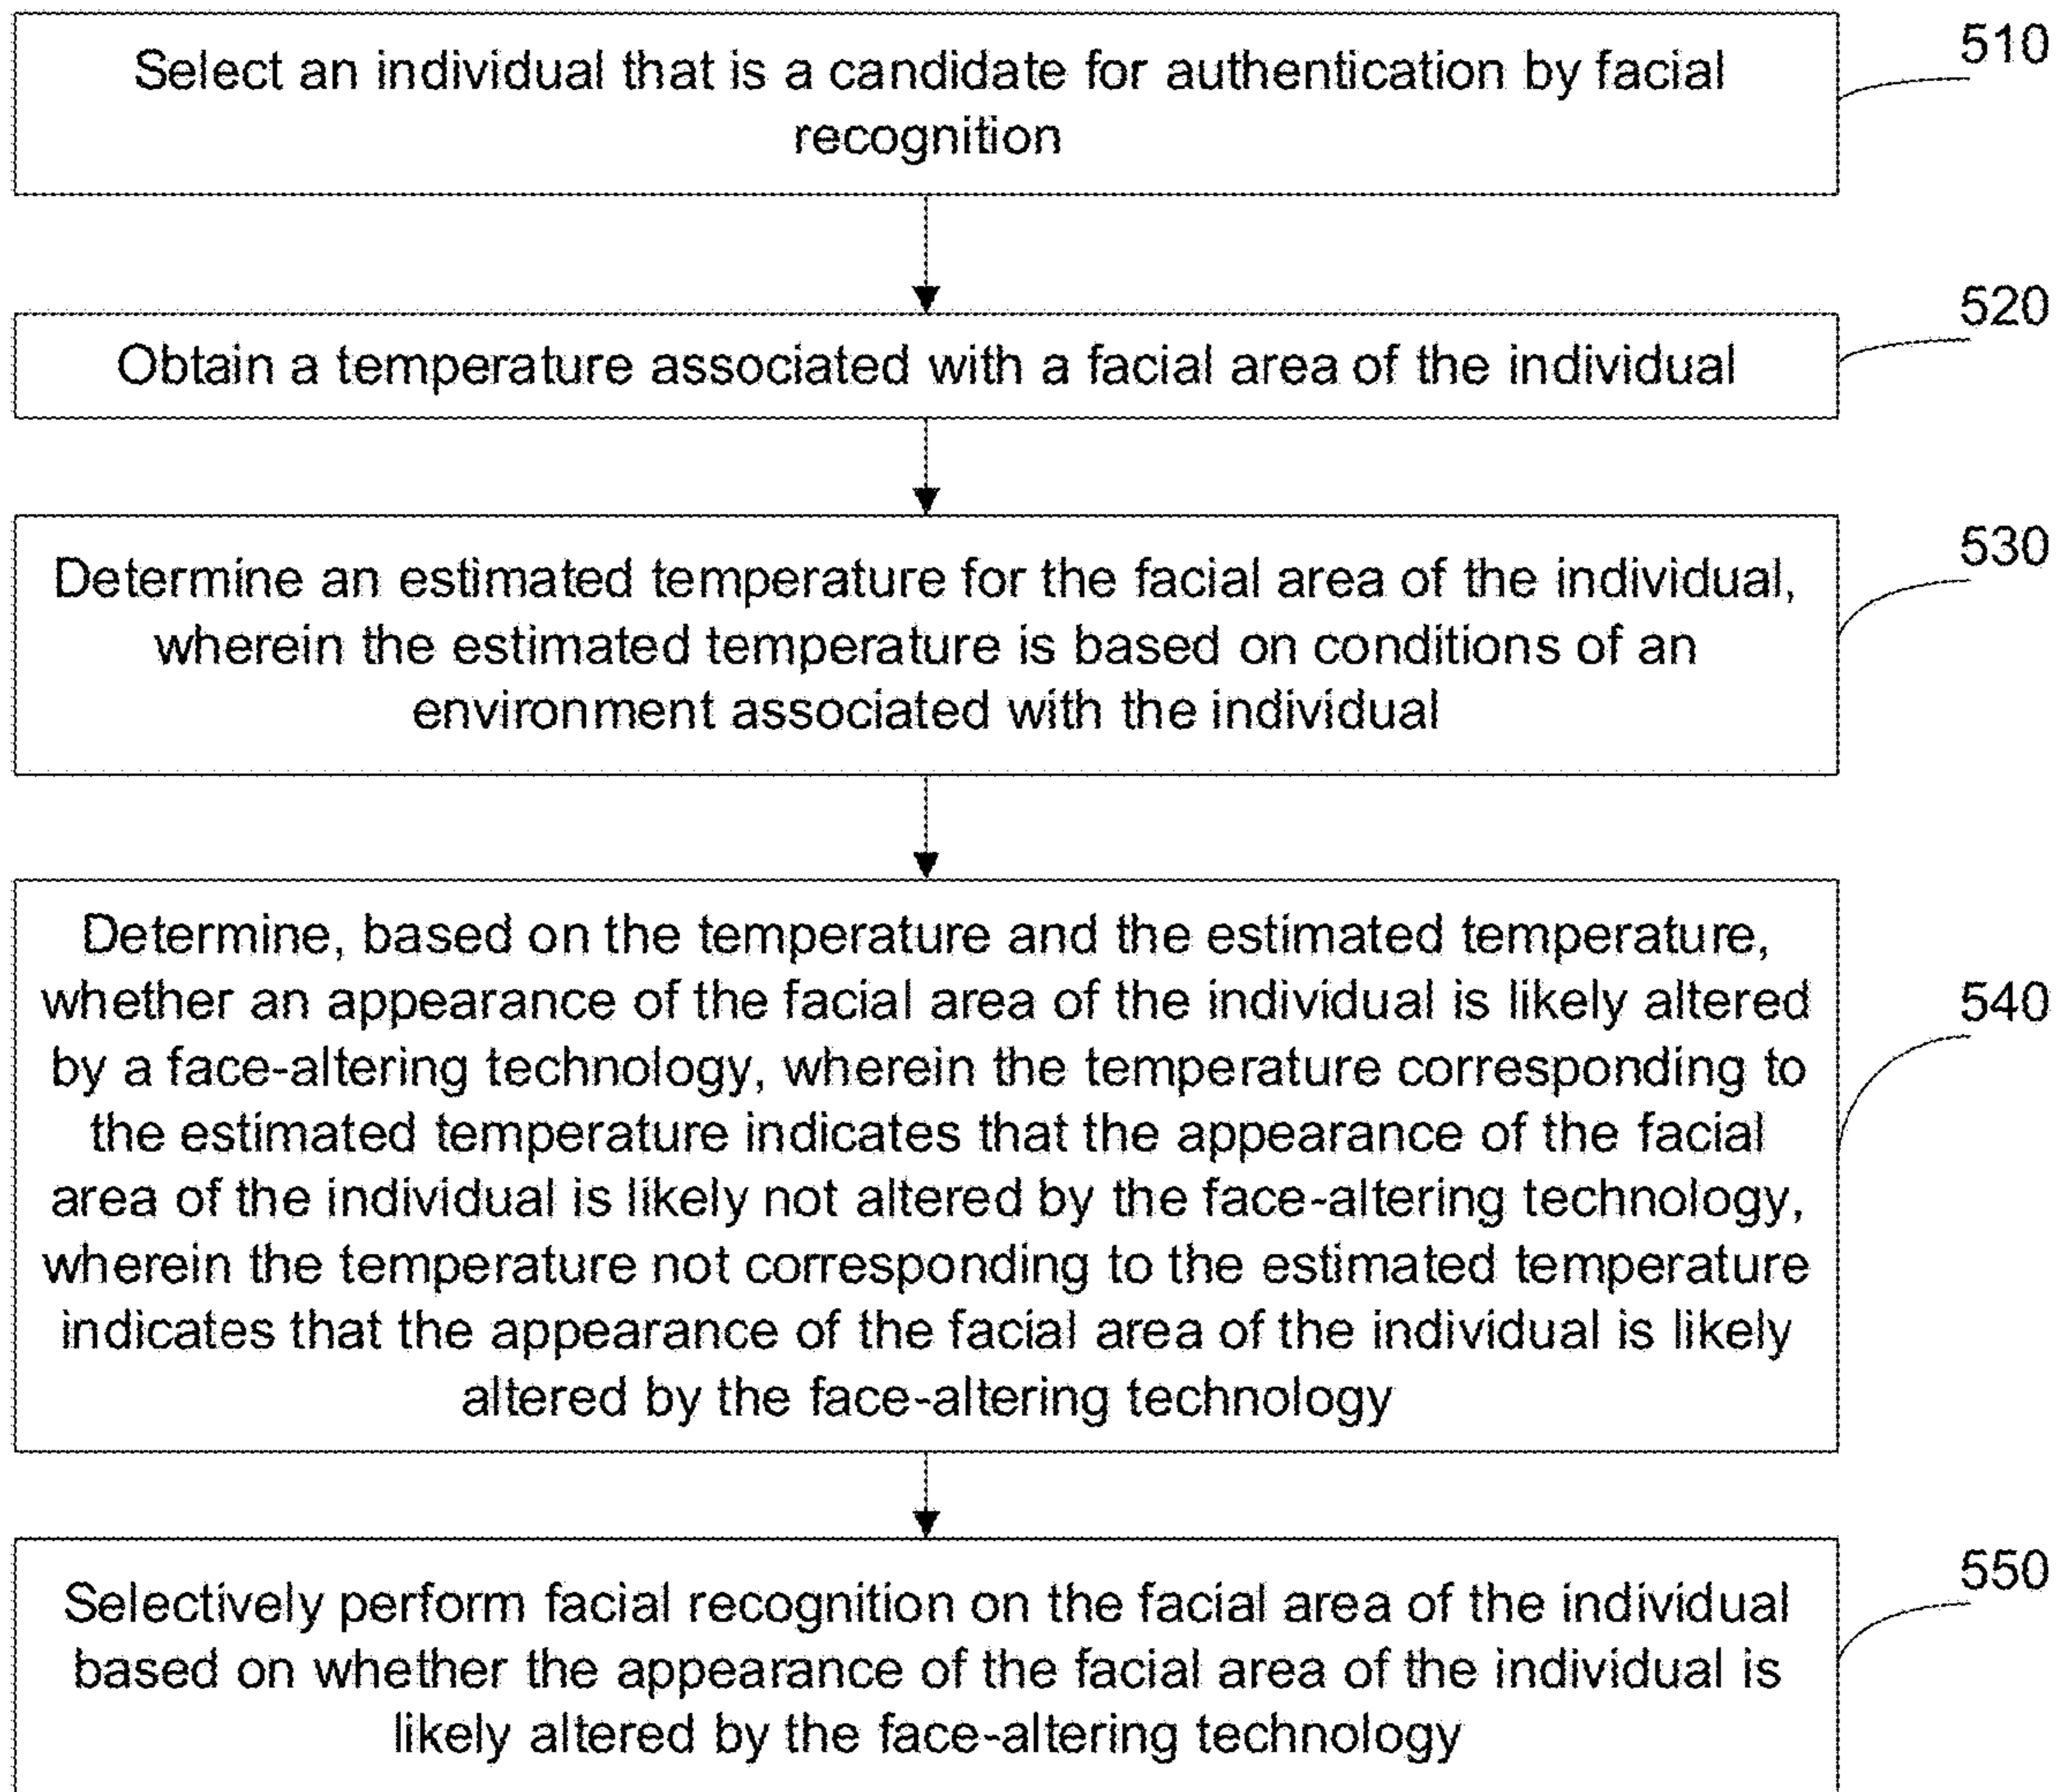 Select an individual that is a candidate for authentication by facial
recognition
510
Obtain a temperature associated with a facial area of the individual
520
Determine an estimated temperature for the facial area of the individual,
wherein the estimated temperature is based on conditions of an
environment associated with the individual
530
Determine, based on the temperature and the estimated temperature,
whether an appearance of the facial area of the individual is likely altered
by a face-altering technology, wherein the temperature corresponding to
the estimated temperature indicates that the appearance of the facial
area of the individual is likely not altered by the face-altering technology,
wherein the temperature not corresponding to the estimated temperature
indicates that the appearance of the facial area of the individual is likely
altered by the face-altering technology
540
Selectively perform facial recognition on the facial area of the individual
based on whether the appearance of the facial area of the individual is
likely altered by the face-altering technology
550